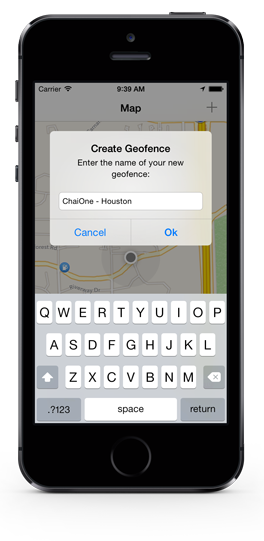 Carrier 9:39 AM
Map +
Create Geofence
Enter the name of your new
geofence:
ChaiOne - Houston
Cancel Ok
Q W E R T Y U I O P
A S D F G H J K L
Z X C V B N M
.?123 space return